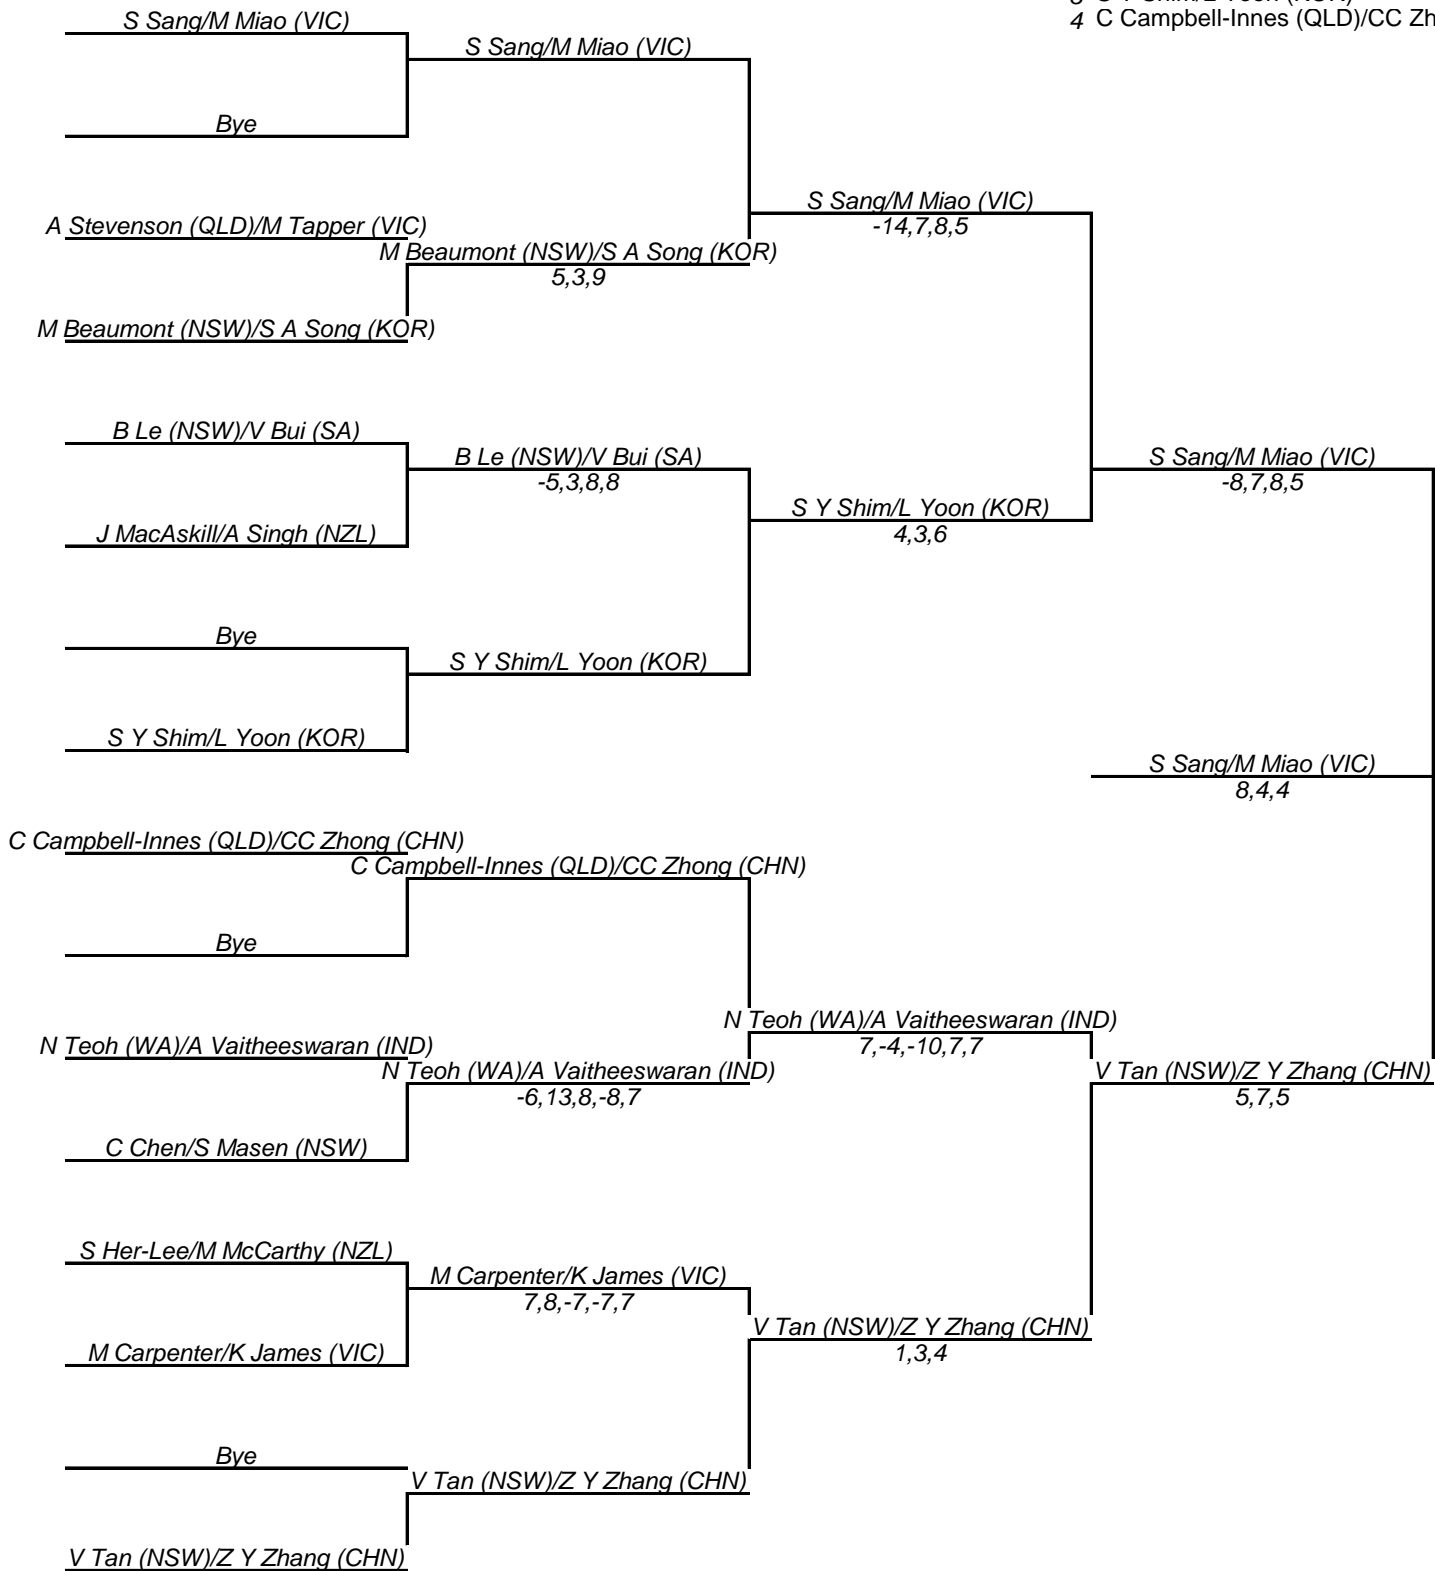 4 C Campbell-Innes (QLD)/CC Zh
S Sang/M Miao (VIC)
S Sang/M Miao (VIC)
Bye
S Sang/M Miao (VIC)
-14,7,8,5
A Stevenson (QLD)/M Tapper (VIC)
M Beaumont (NSW)/S A Song (KOR)
5,3,9
M Beaumont (NSW)/S A Song (KOR)
B Le (NSW)/V Bui (SA)
B Le (NSW)/V Bui (SA)
-5,3,8,8
S Sang/M Miao (VIC)
-8,7,8,5
S Y Shim/L Yoon (KOR)
4,3,6
J MacAskill/A Singh (NZL)
Bye
S Y Shim/L Yoon (KOR)
S Y Shim/L Yoon (KOR)
S Sang/M Miao (VIC)
8,4,4
C Campbell-Innes (QLD)/CC Zhong (CHN)
C Campbell-Innes (QLD)/CC Zhong (CHN)
Bye
N Teoh (WA)/A Vaitheeswaran (IND)
7,-4,-10,7,7
N Teoh (WA)/A Vaitheeswaran (IND)
N Teoh (WA)/A Vaitheeswaran (IND)
-6,13,8,-8,7
V Tan (NSW)/Z Y Zhang (CHN)
5,7,5
C Chen/S Masen (NSW)
S Her-Lee/M McCarthy (NZL)
M Carpenter/K James (VIC)
7,8,-7,-7,7
V Tan (NSW)/Z Y Zhang (CHN)
1,3,4
M Carpenter/K James (VIC)
Bye
V Tan (NSW)/Z Y Zhang (CHN)
V Tan (NSW)/Z Y Zhang (CHN)